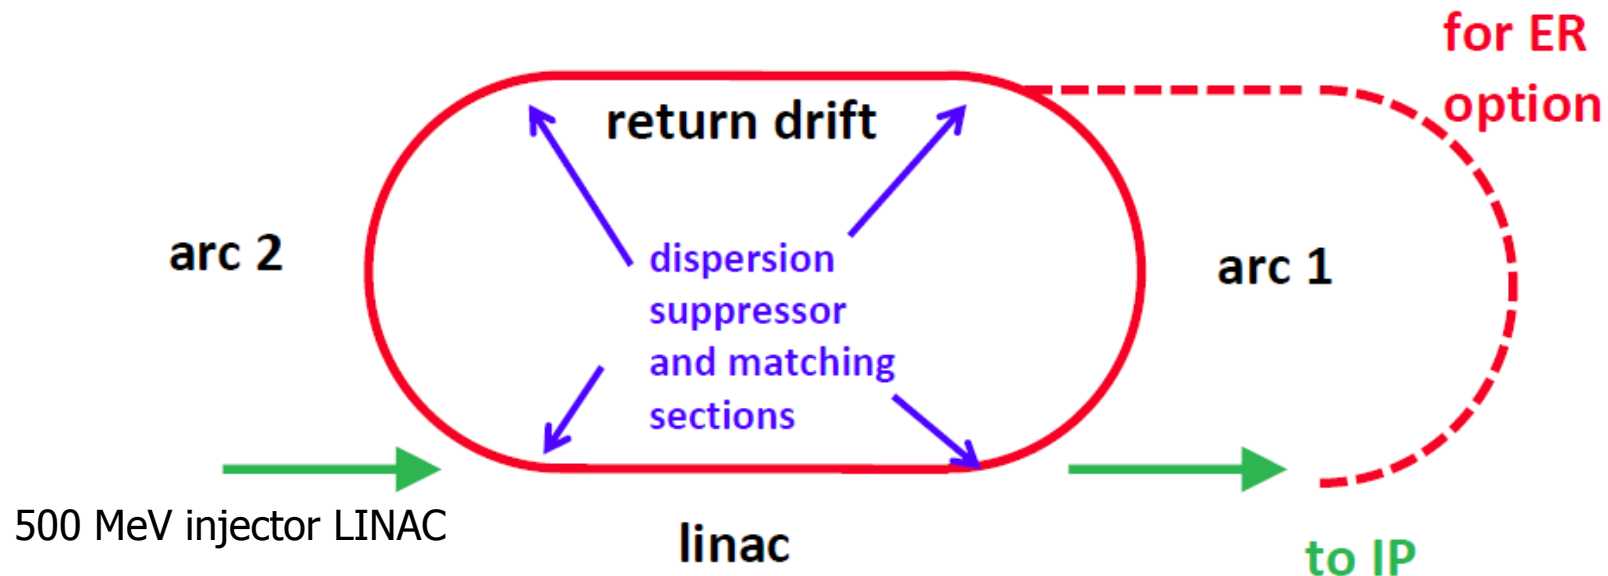 for ER
option
return drift
arc 2
dispersion
suppressor
and matching
sections
arc 1
500 MeV injector LINAC
linac
to IP